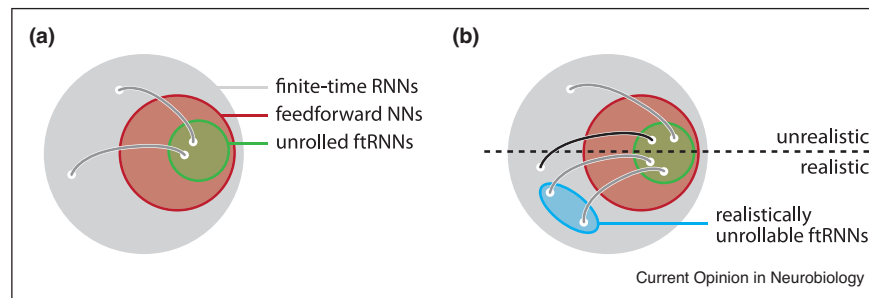 (a)
finite-time RNNs
feedforward NNs
unrolled ftRNNs
(b)
unrealistic
realistic
realistically
unrollable ftRNNs
Current Opinion in Neurobiology